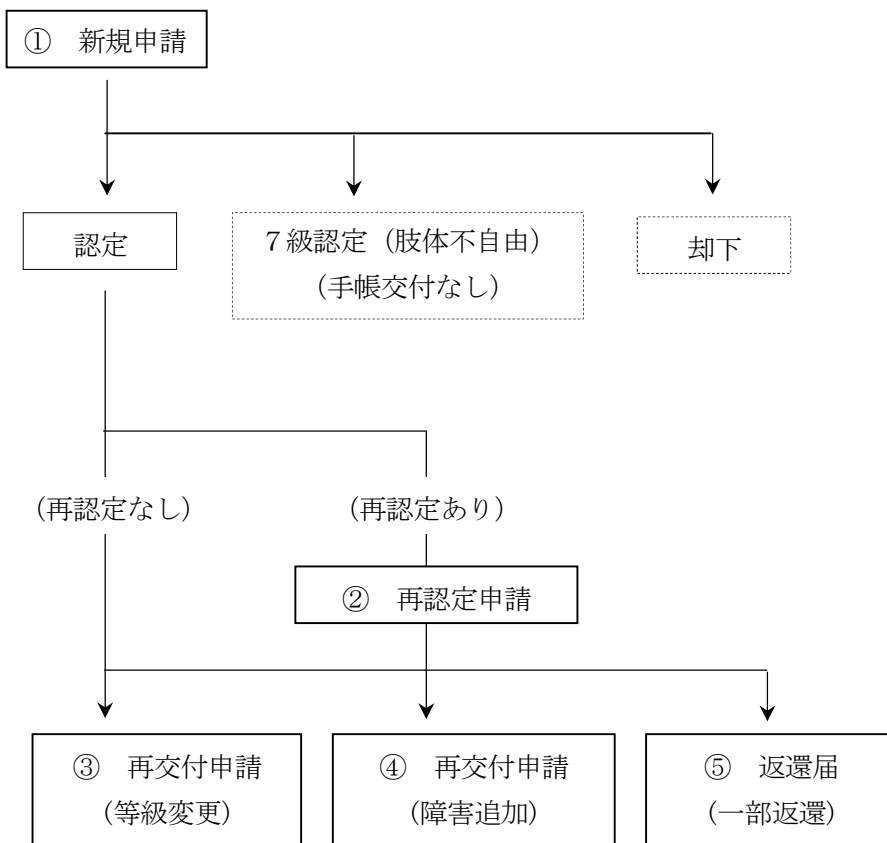 ①　新規申請
認定
７級認定（肢体不自由）
（手帳交付なし）
却下
（再認定なし）
（再認定あり）
②　再認定申請
③　再交付申請
（等級変更）
④　再交付申請
（障害追加）
⑤　返還届
（一部返還）